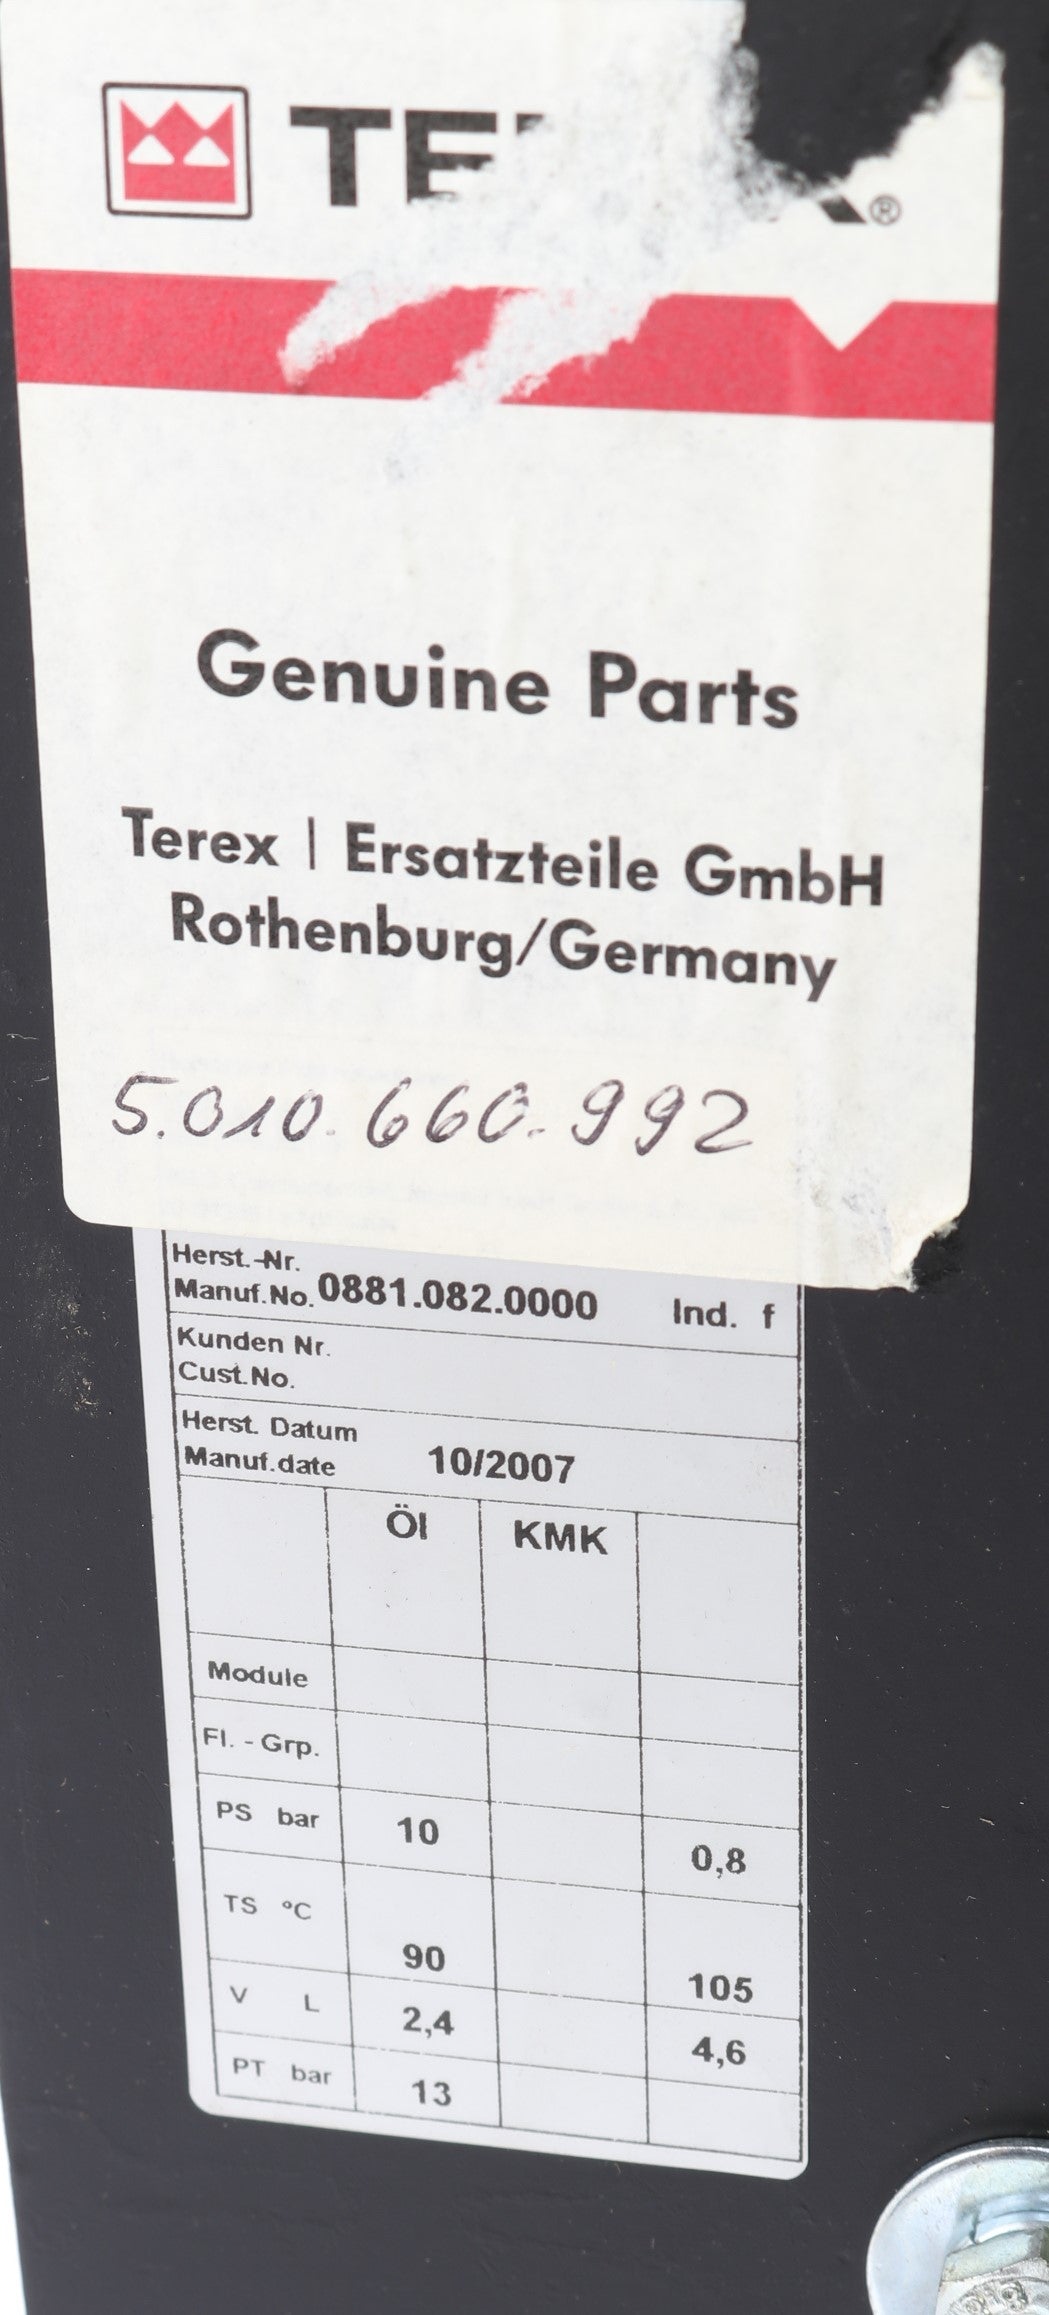 TE X®
Genuine Parts
Terex | Ersatzteile GmbH
Rothenburg/Germany
5.010.660.992
Herst.-Nr.
Manuf.No. 0881.082.0000 Ind. f
Kunden Nr.
Cust.No.
Herst. Datum
Manuf.date 10/2007
Öl KMK
Module
Fl. - Grp.
PS bar 10 0,8
TS °C 90 105
V L 2,4 4,6
PT bar 13